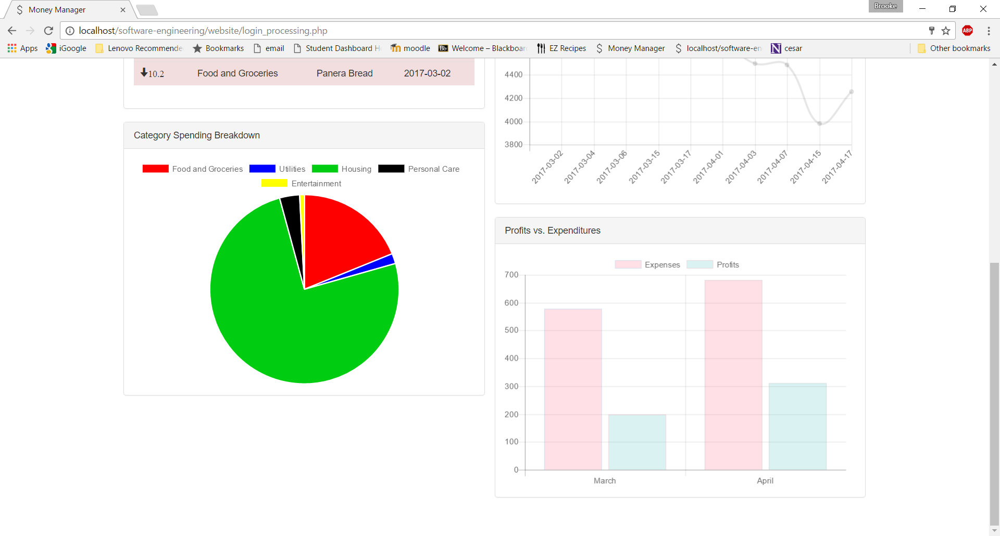 Money Manager
Brooke
localhost/software-engineering/website/login_processing.php
ABP
Apps iGoogle Lenovo Recommende Bookmarks email Student Dashboard H moodle Bb Welcome – Blackboar EZ Recipes Money Manager localhost/software-en N cesar Other bookmarks
10.2 Food and Groceries Panera Bread 2017-03-02
Category Spending Breakdown
Food and Groceries Utilities Housing Personal Care
Entertainment
4400
4200
4000
3800
2017-03-02 2017-03-04 2017-03-06 2017-03-15 2017-03-17 2017-04-01 2017-04-03 2017-04-07 2017-04-15 2017-04-17
Profits vs. Expenditures
Expenses Profits
700
600
500
400
300
200
100
0
March April